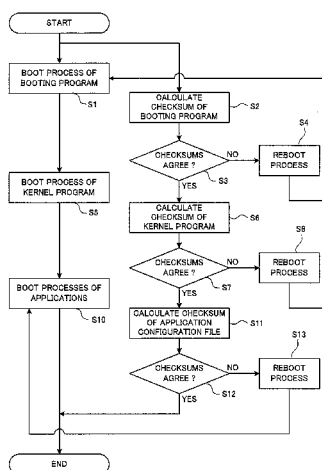 START
BOOT PROCESS OF
BOOTING PROGRAM
S1
CALCULATE
CHECKSUM OF
BOOTING PROGRAM
S2
CHECKSUMS
AGREE ?
NO
S3
YES
S4
REBOOT
PROCESS
BOOT PROCESS OF
KERNEL PROGRAM
S5
CALCULATE
CHECKSUM OF
KERNEL PROGRAM
S6
CHECKSUMS
AGREE ?
NO
S7
YES
S8
REBOOT
PROCESS
BOOT PROCESSES
OF APPLICATIONS
S10
CALCULATE CHECKSUM
OF APPLICATION
CONFIGURATION FILE
S11
CHECKSUMS
AGREE ?
NO
S12
YES
S13
REBOOT
PROCESS
END